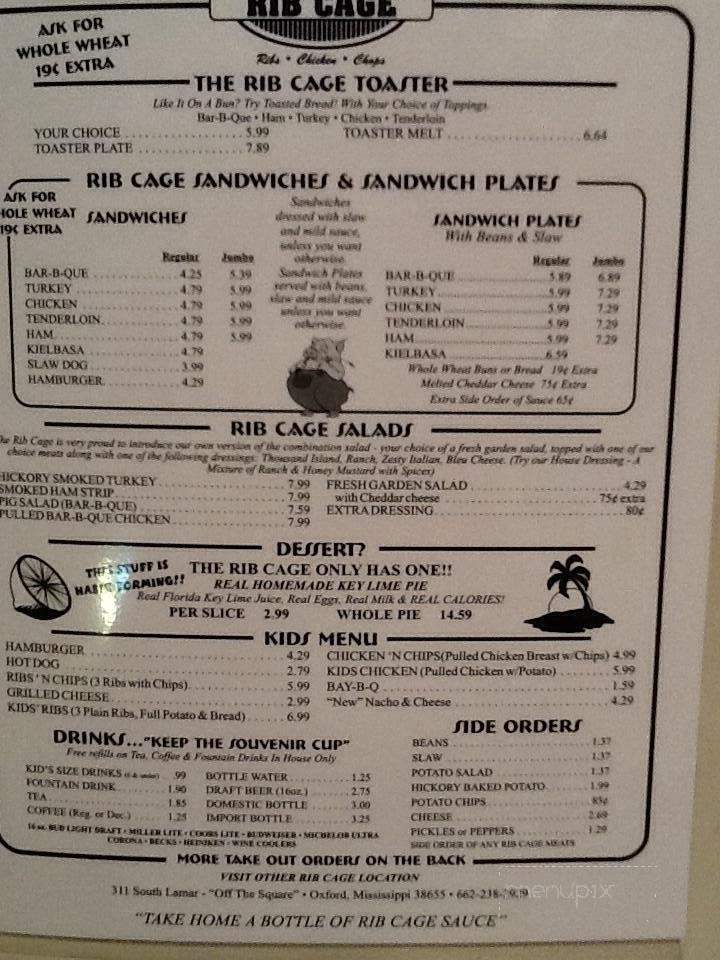 RIB CAGE
ASK FOR
WHOLE WHEAT
19¢ EXTRA
Ribs • Chicken • Chops
THE RIB CAGE TOASTER
Like It On A Bun? Try Toasted Bread! With Your Choice of Toppings.
Bar-B-Que • Ham • Turkey • Chicken • Tenderloin
YOUR CHOICE 5.99 TOASTER MELT 6.64
TOASTER PLATE 7.89
RIB CAGE SANDWICHES & SANDWICH PLATES
ASK FOR
HOLE WHEAT
19¢ EXTRA
SANDWICHES
Regular Jumbo
BAR-B-QUE 4.25 5.39
TURKEY 4.79 5.99
CHICKEN 4.79 5.99
TENDERLOIN 4.79 5.99
HAM 4.79 5.99
KIELBASA 4.79
SLAW DOG 3.99
HAMBURGER 4.29
Sandwiches
dressed with slaw
and mild sauce,
unless you want
otherwise.
Sandwich Plates
served with beans,
slaw and mild sauce
unless you want
otherwise.
SANDWICH PLATES
With Beans & Slaw
Regular Jumbo
BAR-B-QUE 5.89 6.89
TURKEY 5.99 7.29
CHICKEN 5.99 7.29
TENDERLOIN 5.99 7.29
HAM 5.99 7.29
KIELBASA 6.59
Whole Wheat Buns or Bread 19¢ Extra
Melted Cheddar Cheese 75¢ Extra
Extra Side Order of Sauce 65¢
RIB CAGE SALADS
he Rib Cage is very proud to introduce our own version of the combination salad - your choice of a fresh garden salad, topped with one of our
choice meats along with one of the following dressings: Thousand Island, Ranch, Zesty Italian, Bleu Cheese. (Try our House Dressing - A
Mixture of Ranch & Honey Mustard with Spices)
HICKORY SMOKED TURKEY 7.99
SMOKED HAM STRIP 7.99
PIG SALAD (BAR-B-QUE) 7.59
PULLED BAR-B-QUE CHICKEN 7.99
FRESH GARDEN SALAD 4.29
with Cheddar cheese 75¢ extra
EXTRA DRESSING 80¢
DESSERT?
THIS STUFF IS
HABIT FORMING!!
THE RIB CAGE ONLY HAS ONE!!
REAL HOMEMADE KEY LIME PIE
Real Florida Key Lime Juice, Real Eggs, Real Milk & REAL CALORIES!
PER SLICE 2.99 WHOLE PIE 14.59
KIDS MENU
HAMBURGER 4.29
HOT DOG 2.79
RIBS 'N CHIPS (3 Ribs with Chips) 5.99
GRILLED CHEESE 2.99
KIDS' RIBS (3 Plain Ribs, Full Potato & Bread) 6.99
CHICKEN 'N CHIPS(Pulled Chicken Breast w/Chips) 4.99
KIDS CHICKEN (Pulled Chicken w/Potato) 5.99
BAY-B-Q 1.59
"New" Nacho & Cheese 4.29
DRINKS..."KEEP THE SOUVENIR CUP"
Free refills on Tea, Coffee & Fountain Drinks In House Only
KID'S SIZE DRINKS .99
FOUNTAIN DRINK 1.90
TEA 1.85
COFFEE (Reg. or Dec.) 1.25
BOTTLE WATER 1.25
DRAFT BEER (16oz.) 2.75
DOMESTIC BOTTLE 3.00
IMPORT BOTTLE 3.25
16 oz. BUD LIGHT DRAFT • MILLER LITE • COORS LITE • BUDWEISER • MICHELOB ULTRA
CORONA • BECKS • HEINIKEN • WINE COOLERS
SIDE ORDERS
BEANS 1.37
SLAW 1.37
POTATO SALAD 1.37
HICKORY BAKED POTATO 1.99
POTATO CHIPS 85¢
CHEESE 2.69
PICKLES or PEPPERS 1.29
SIDE ORDER OF ANY RIB CAGE MEATS
MORE TAKE OUT ORDERS ON THE BACK
VISIT OTHER RIB CAGE LOCATION
311 South Lamar - "Off The Square" • Oxford, Mississippi 38655 • 662-238-
menupix
"TAKE HOME A BOTTLE OF RIB CAGE SAUCE"